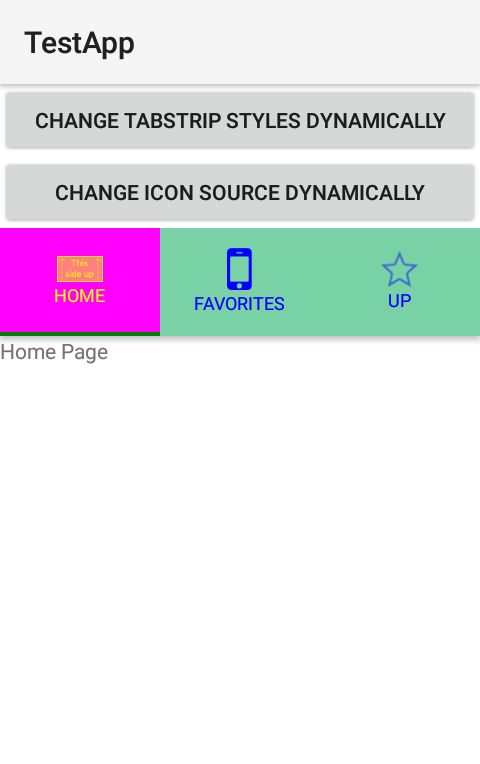 TestApp
CHANGE TABSTRIP STYLES DYNAMICALLY
CHANGE ICON SOURCE DYNAMICALLY
This
side up
HOME
FAVORITES
UP
Home Page